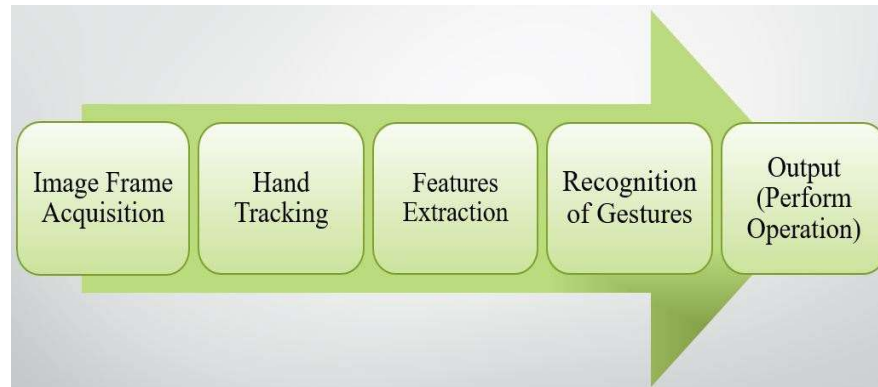 Image Frame
Acquisition
Hand
Tracking
Features
Extraction
Recognition
of Gestures
Output
(Perform
Operation)